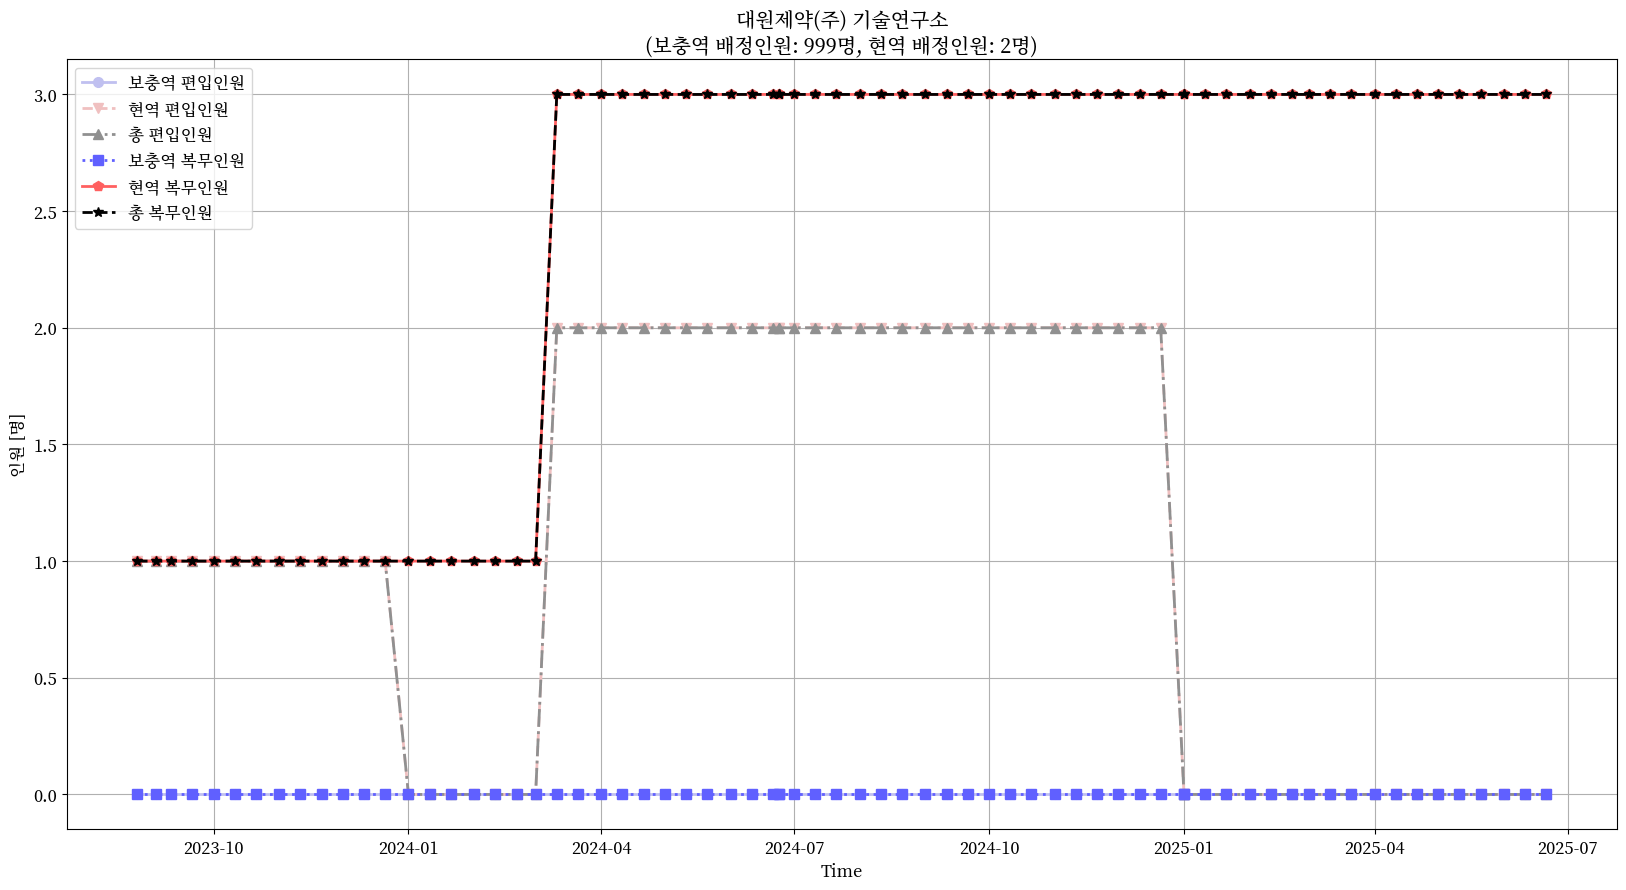 대원제약(주) 기술연구소
(보충역 배정인원: 999명, 현역 배정인원: 2명)
보충역 편입인원
현역 편입인원
총 편입인원
보충역 복무인원
현역 복무인원
총 복무인원
3.0
2.5
2.0
1.5
1.0
0.5
0.0
인원 [명]
2023-10
2024-01
2024-04
2024-07
2024-10
2025-01
2025-04
2025-07
Time